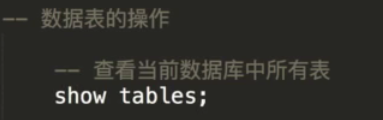 -- 数据表的操作
-- 查看当前数据库中所有表
show tables;